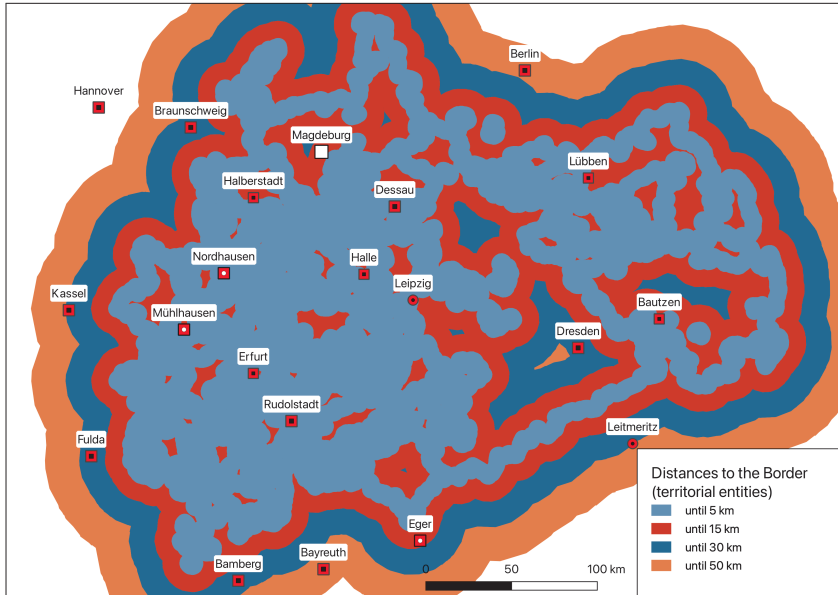 Berlin
Hannover
Braunschweig
Magdeburg
Lübben
Halberstadt
Dessau
Nordhausen
Halle
Leipzig
Kassel
Mühlhausen
Bautzen
Dresden
Erfurt
Rudolstadt
Leitmeritz
Fulda
Eger
Bayreuth
Bamberg
0 50 100 km
Distances to the Border
(territorial entities)
until 5 km
until 15 km
until 30 km
until 50 km